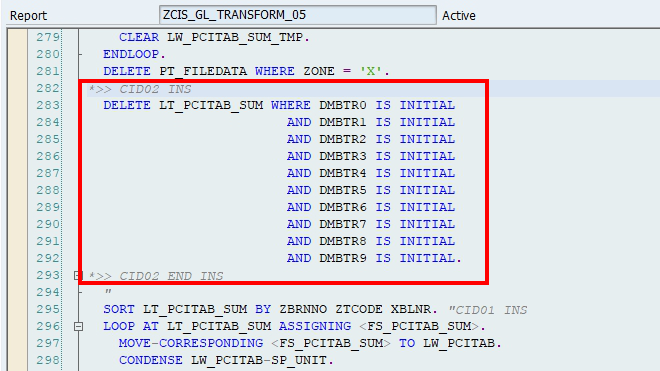 Report ZCIS_GL_TRANSFORM_05 Active
279 CLEAR LW_PCITAB_SUM_TMP.
280 ENDLOOP.
281 DELETE PT_FILEDATA WHERE ZONE = 'X'.
282 *>> CID02 INS
283 DELETE LT_PCITAB_SUM WHERE DMBTR0 IS INITIAL
284 AND DMBTR1 IS INITIAL
285 AND DMBTR2 IS INITIAL
286 AND DMBTR3 IS INITIAL
287 AND DMBTR4 IS INITIAL
288 AND DMBTR5 IS INITIAL
289 AND DMBTR6 IS INITIAL
290 AND DMBTR7 IS INITIAL
291 AND DMBTR8 IS INITIAL
292 AND DMBTR9 IS INITIAL.
293 *>> CID02 END INS
294 "
295 SORT LT_PCITAB_SUM BY ZBRNNO ZTCODE XBLNR. "CID01 INS
296 LOOP AT LT_PCITAB_SUM ASSIGNING <FS_PCITAB_SUM>.
297 MOVE-CORRESPONDING <FS_PCITAB_SUM> TO LW_PCITAB.
298 CONDENSE LW_PCITAB-SP_UNIT.